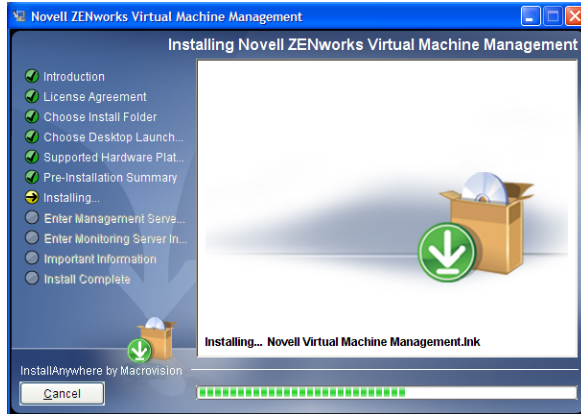 Novell ZENworks Virtual Machine Management
Installing Novell ZENworks Virtual Machine Management
Introduction
License Agreement
Choose Install Folder
Choose Desktop Launch...
Supported Hardware Plat...
Pre-Installation Summary
Installing...
Enter Management Serve...
Enter Monitoring Server In...
Important Information
Install Complete
Installing... Novell Virtual Machine Management.lnk
InstallAnywhere by Macrovision
Cancel